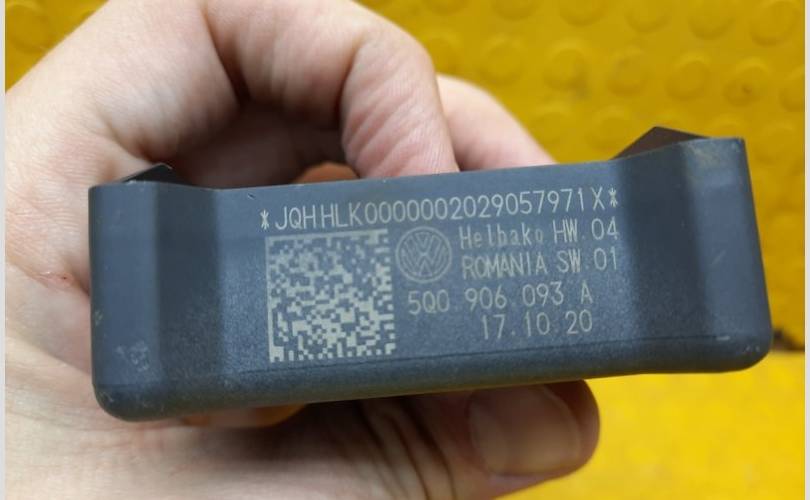 *JQHHLK0000002029057971X*
Helbako HW 04
ROMANIA SW 01
5Q0 906 093 A
17.10.20